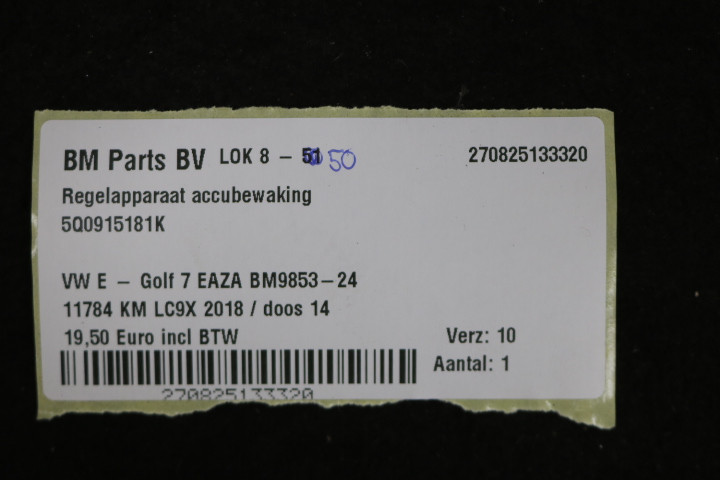 BM Parts BV LOK 8 - 50 270825133320
Regelapparaat accubewaking
5Q0915181K
VW E - Golf 7 EAZA BM9853-24
11784 KM LC9X 2018 / doos 14
19,50 Euro incl BTW Verz: 10
Aantal: 1
270825133320